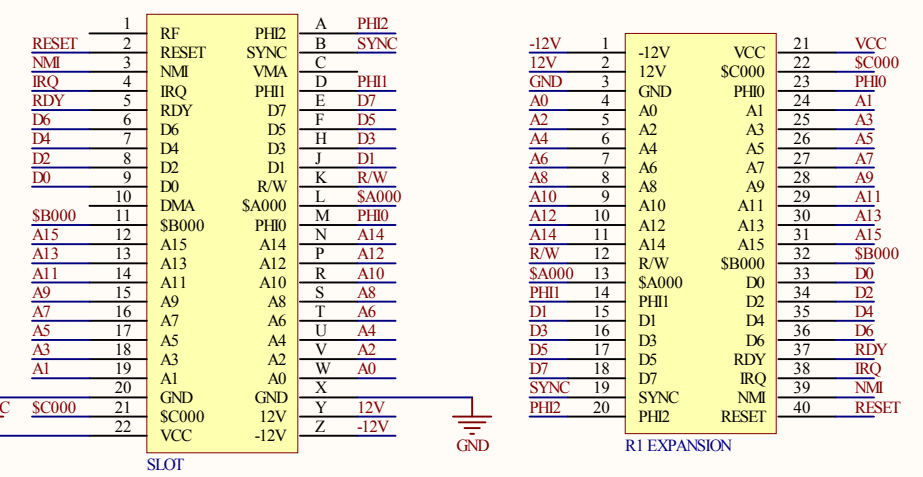 1 RF PHI2 A PHI2
RESET 2 RESET SYNC B SYNC
NMI 3 NMI VMA C
IRQ 4 IRQ PHI1 D PHI1
RDY 5 RDY D7 E D7
D6 6 D6 D5 F D5
D4 7 D4 D3 H D3
D2 8 D2 D1 J D1
D0 9 D0 R/W K R/W
10 DMA $A000 L $A000
$B000 11 $B000 PHI0 M PHI0
A15 12 A15 A14 N A14
A13 13 A13 A12 P A12
A11 14 A11 A10 R A10
A9 15 A9 A8 S A8
A7 16 A7 A6 T A6
A5 17 A5 A4 U A4
A3 18 A3 A2 V A2
A1 19 A1 A0 W A0
20 GND GND X
C $C000 21 $C000 12V Y 12V
22 VCC -12V Z -12V
SLOT
GND
-12V 1 -12V VCC 21 VCC
12V 2 12V $C000 22 $C000
GND 3 GND PHI0 23 PHI0
A0 4 A0 A1 24 A1
A2 5 A2 A3 25 A3
A4 6 A4 A5 26 A5
A6 7 A6 A7 27 A7
A8 8 A8 A9 28 A9
A10 9 A10 A11 29 A11
A12 10 A12 A13 30 A13
A14 11 A14 A15 31 A15
R/W 12 R/W $B000 32 $B000
$A000 13 $A000 D0 33 D0
PHI1 14 PHI1 D2 34 D2
D1 15 D1 D4 35 D4
D3 16 D3 D6 36 D6
D5 17 D5 RDY 37 RDY
D7 18 D7 IRQ 38 IRQ
SYNC 19 SYNC NMI 39 NMI
PHI2 20 PHI2 RESET 40 RESET
R1 EXPANSION